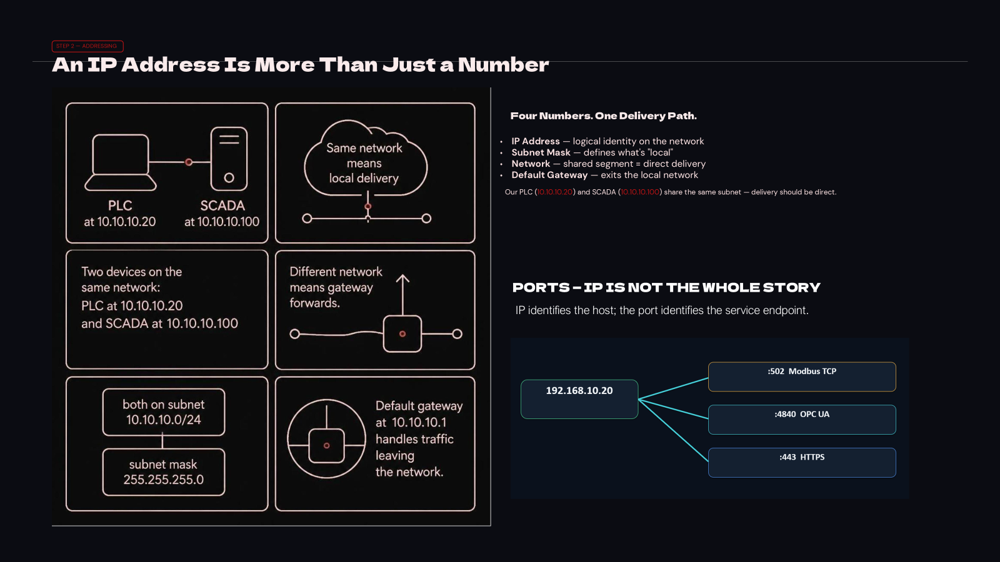 STEP 2 — ADDRESSING
An IP Address Is More Than Just a Number
PLC
at 10.10.10.20
SCADA
at 10.10.10.100
Same network
means
local delivery
Two devices on the
same network:
PLC at 10.10.10.20
and SCADA at 10.10.10.100
Different network
means gateway
forwards.
both on subnet
10.10.10.0/24
subnet mask
255.255.255.0
Default gateway
at 10.10.10.1
handles traffic
leaving
the network.
Four Numbers. One Delivery Path.
• IP Address — logical identity on the network
• Subnet Mask — defines what's "local"
• Network — shared segment = direct delivery
• Default Gateway — exits the local network
Our PLC (10.10.10.20) and SCADA (10.10.10.100) share the same subnet — delivery should be direct.
PORTS – IP IS NOT THE WHOLE STORY
IP identifies the host; the port identifies the service endpoint.
192.168.10.20
:502 Modbus TCP
:4840 OPC UA
:443 HTTPS